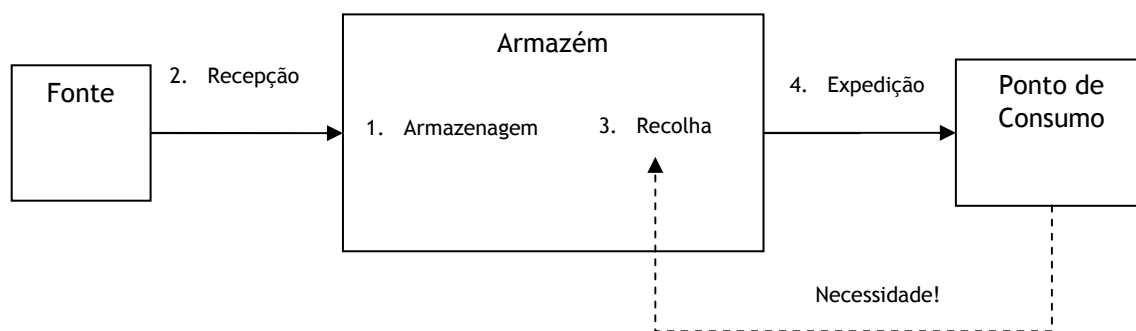 Armazém
Fonte
2. Recepção
4. Expedição
Ponto de
Consumo
1. Armazenagem
3. Recolha
Necessidade!